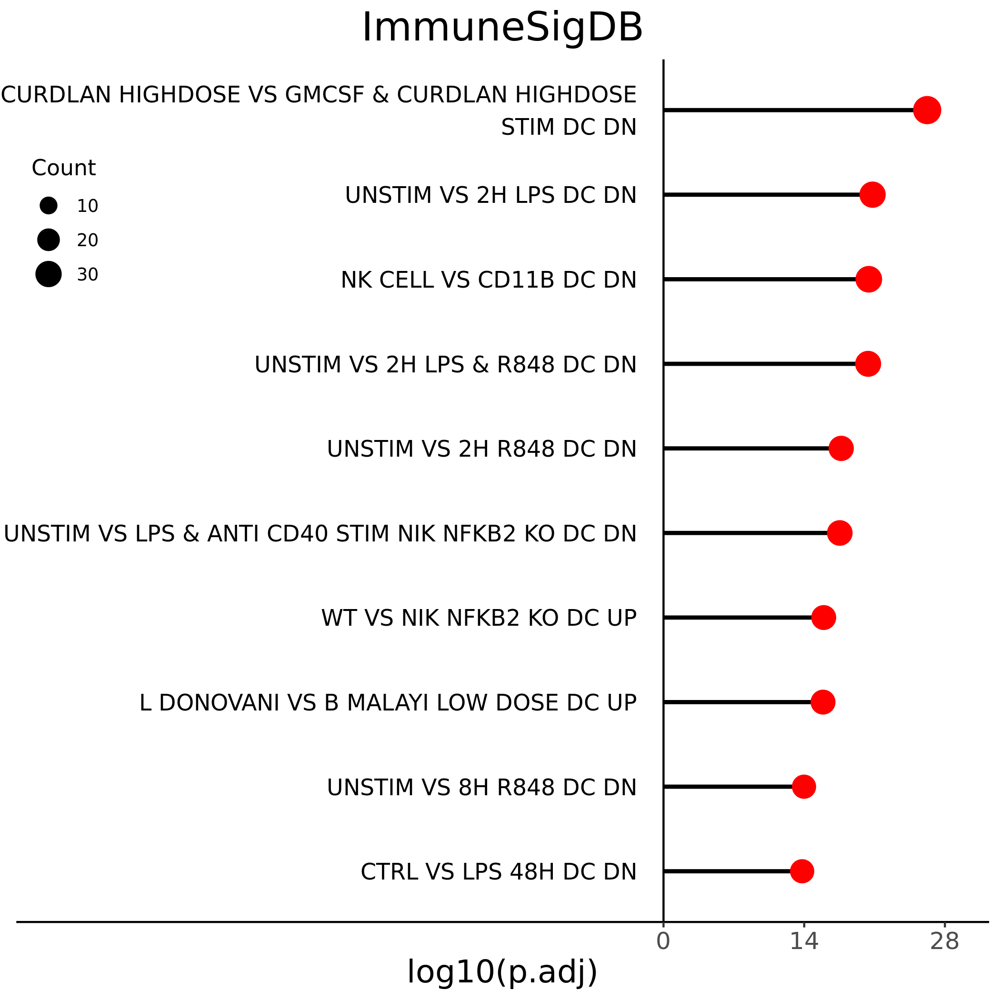 ImmuneSigDB
CURDLAN HIGHDOSE VS GMCSF & CURDLAN HIGHDOSE
STIM DC DN
Count
10
20
30
UNSTIM VS 2H LPS DC DN
NK CELL VS CD11B DC DN
UNSTIM VS 2H LPS & R848 DC DN
UNSTIM VS 2H R848 DC DN
UNSTIM VS LPS & ANTI CD40 STIM NIK NFKB2 KO DC DN
WT VS NIK NFKB2 KO DC UP
L DONOVANI VS B MALAYI LOW DOSE DC UP
UNSTIM VS 8H R848 DC DN
CTRL VS LPS 48H DC DN
0 14 28
log10(p.adj)